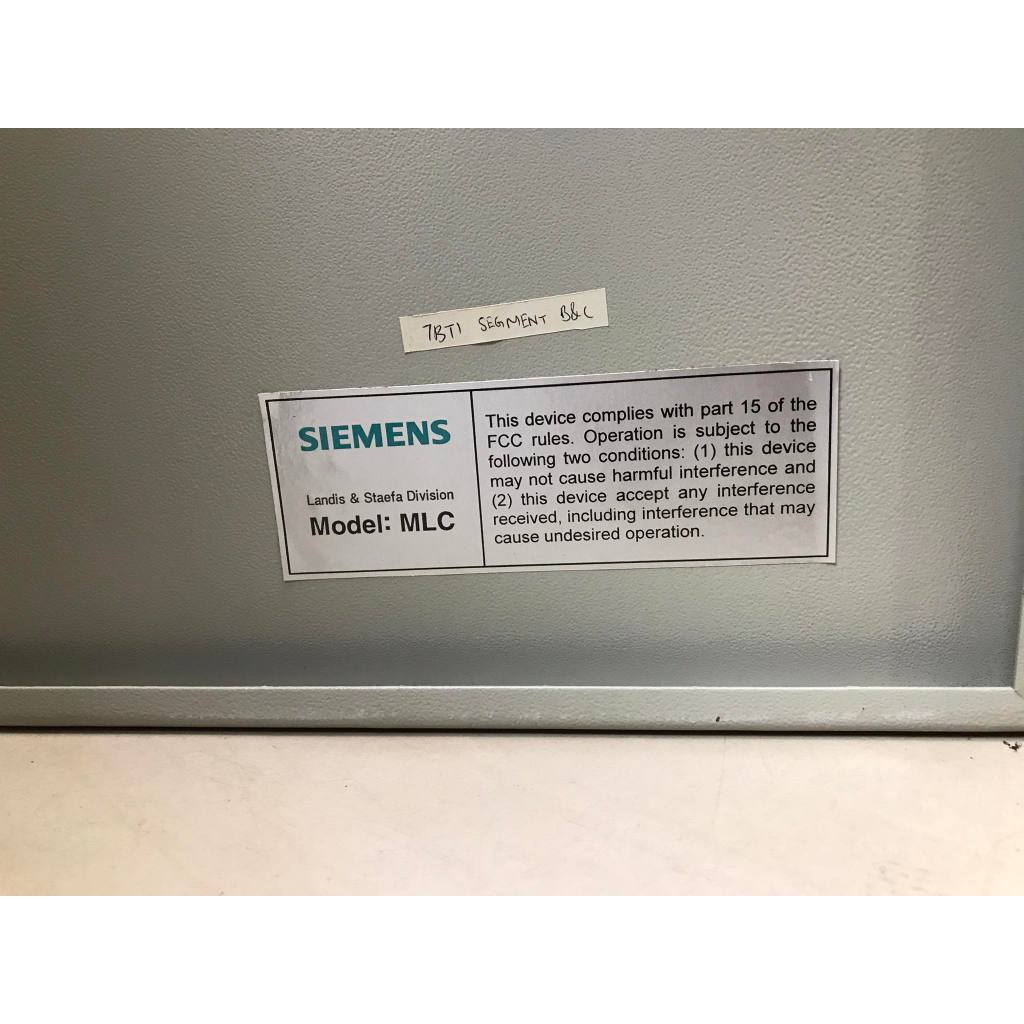 7BT1 SEGMENT B&C
SIEMENS
Landis & Staefa Division
Model: MLC
This device complies with part 15 of the
FCC rules. Operation is subject to the
following two conditions: (1) this device
may not cause harmful interference and
(2) this device accept any interference
received, including interference that may
cause undesired operation.